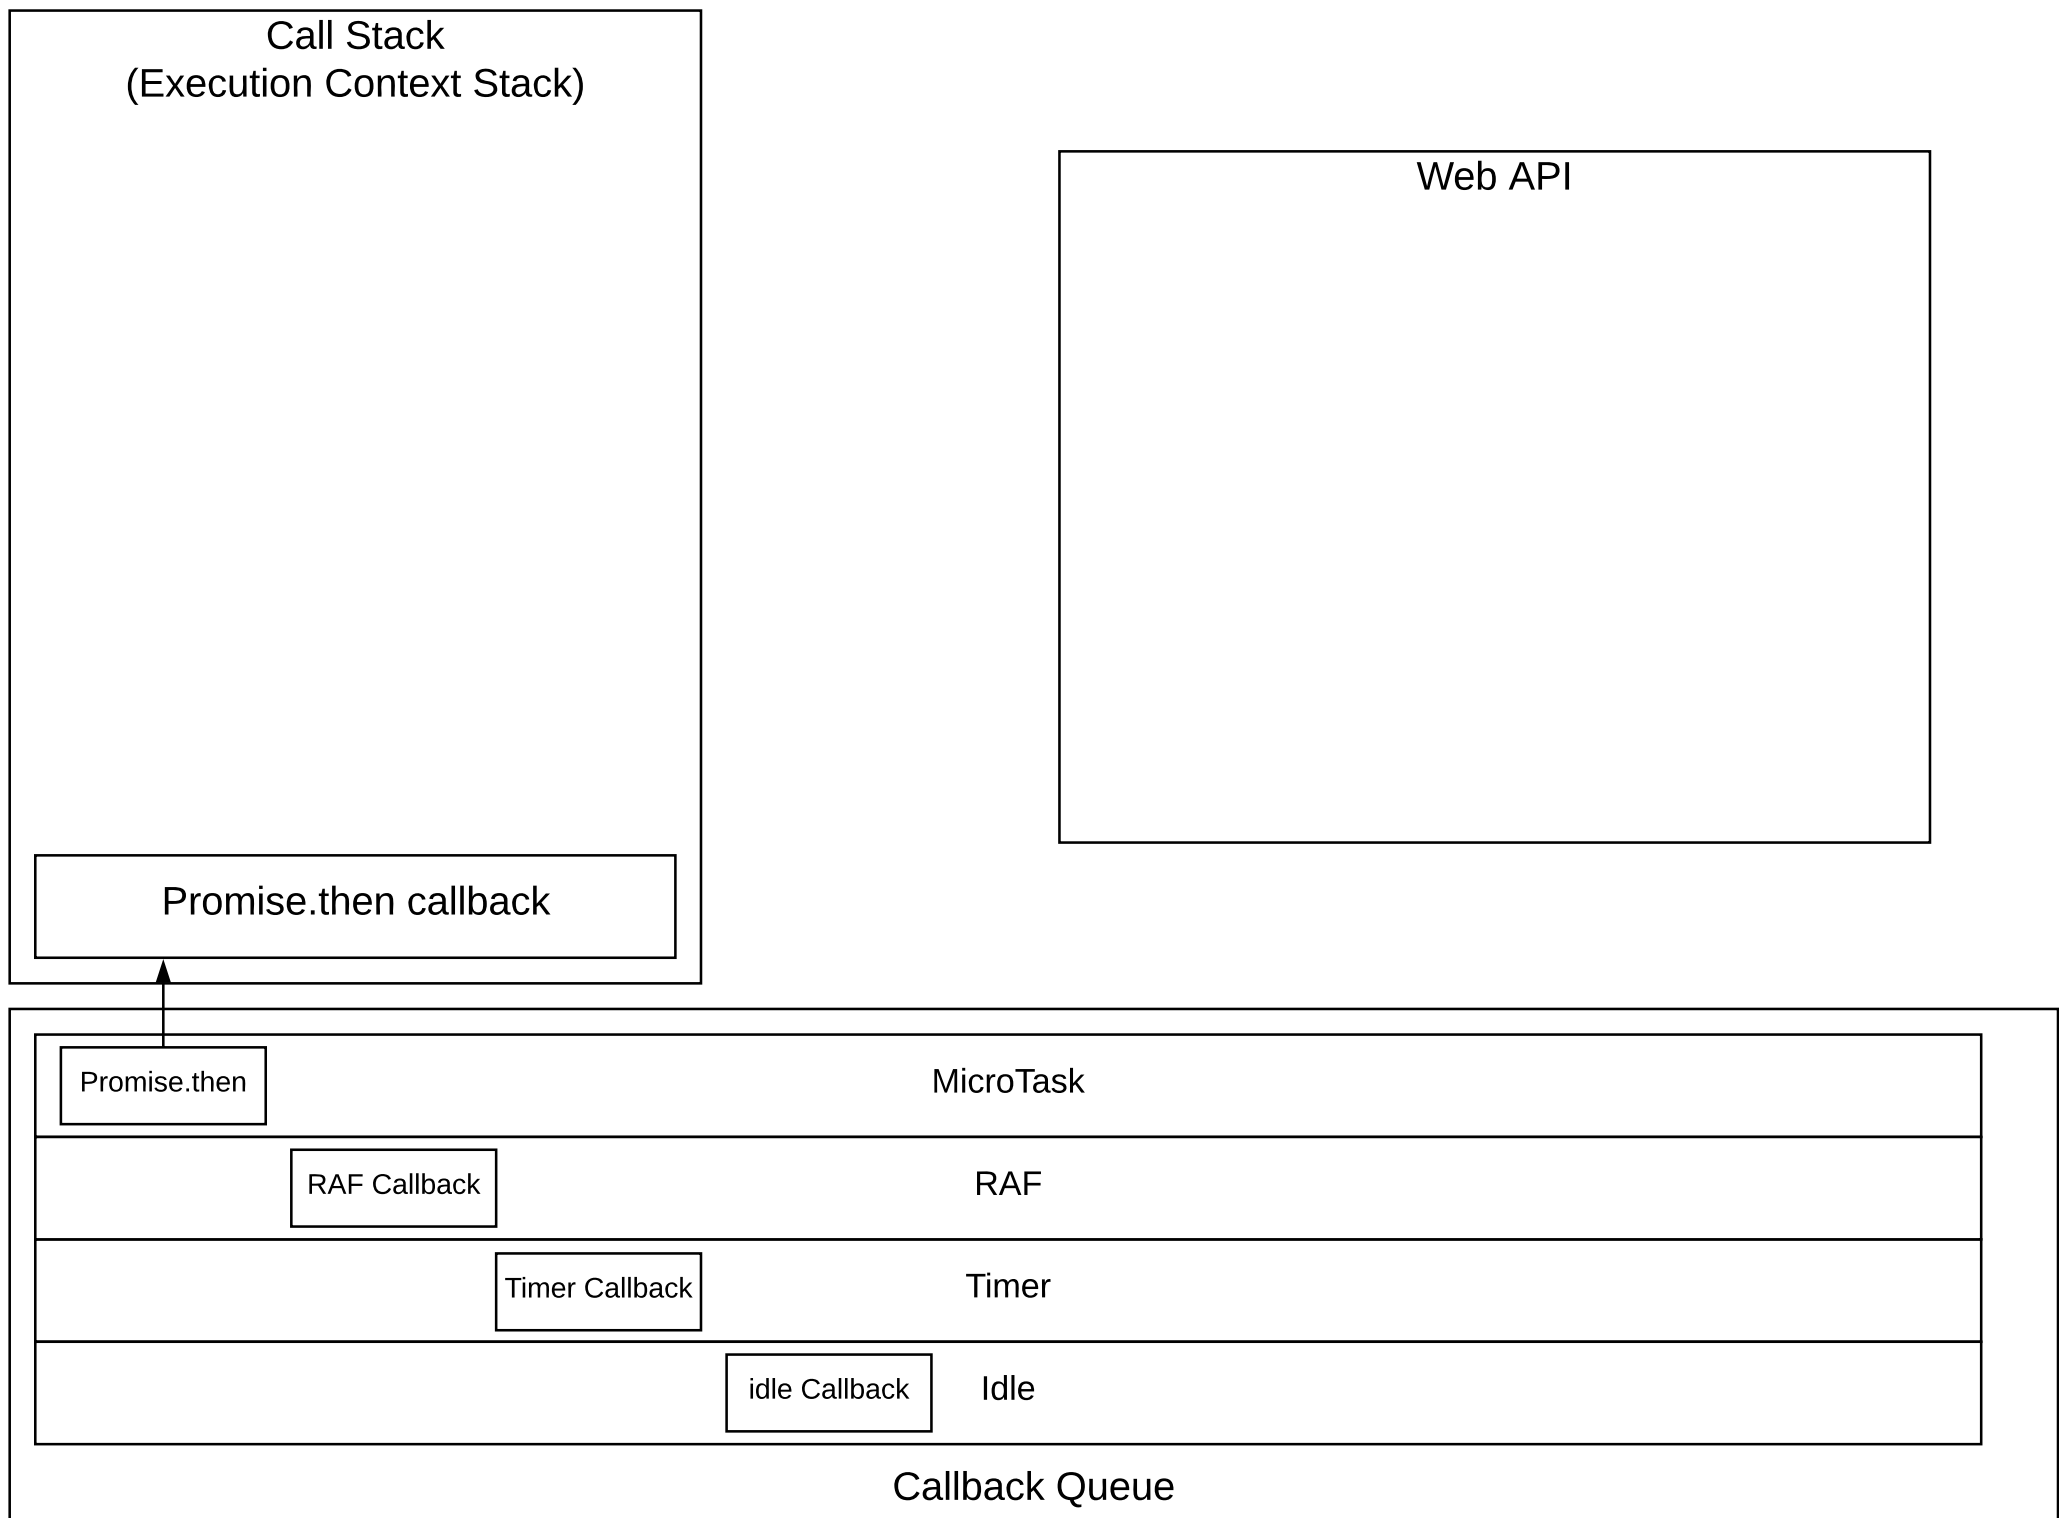 Call Stack
(Execution Context Stack)
Web API
Promise.then callback
Promise.then
MicroTask
RAF Callback
RAF
Timer Callback
Timer
idle Callback
Idle
Callback Queue